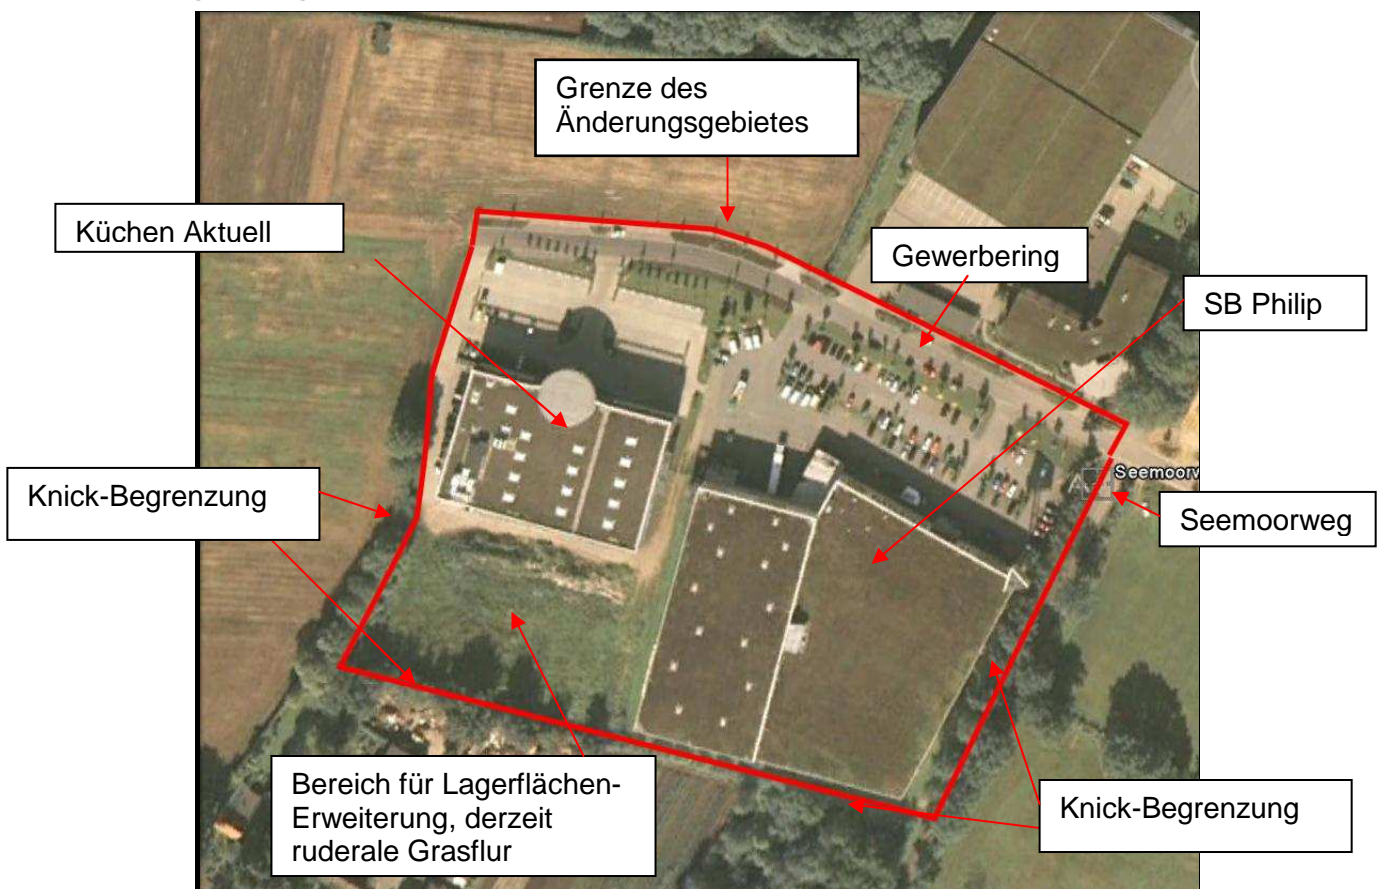 Grenze des
Änderungsgebietes
Küchen Aktuell
Gewerbering
SB Philip
Knick-Begrenzung
Seemoorw
Seemoorweg
Bereich für Lagerflächen-
Erweiterung, derzeit
ruderale Grasflur
Knick-Begrenzung